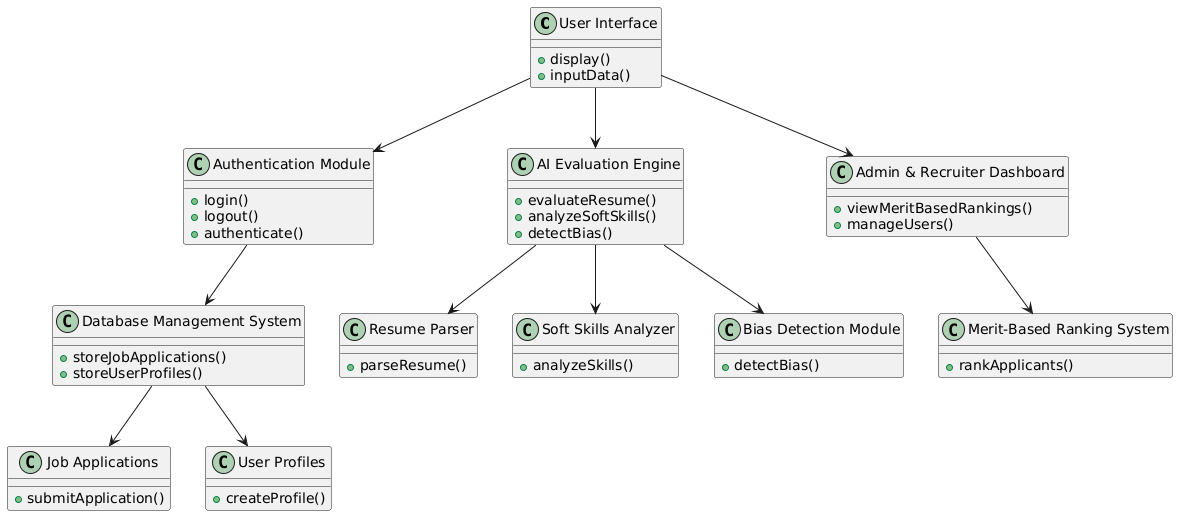 C User Interface
display()
inputData()
C Authentication Module
login()
logout()
authenticate()
C AI Evaluation Engine
evaluateResume()
analyzeSoftSkills()
detectBias()
C Admin & Recruiter Dashboard
viewMeritBasedRankings()
manageUsers()
C Database Management System
storeJobApplications()
storeUserProfiles()
C Resume Parser
parseResume()
C Soft Skills Analyzer
analyzeSkills()
C Bias Detection Module
detectBias()
C Merit-Based Ranking System
rankApplicants()
C Job Applications
submitApplication()
C User Profiles
createProfile()